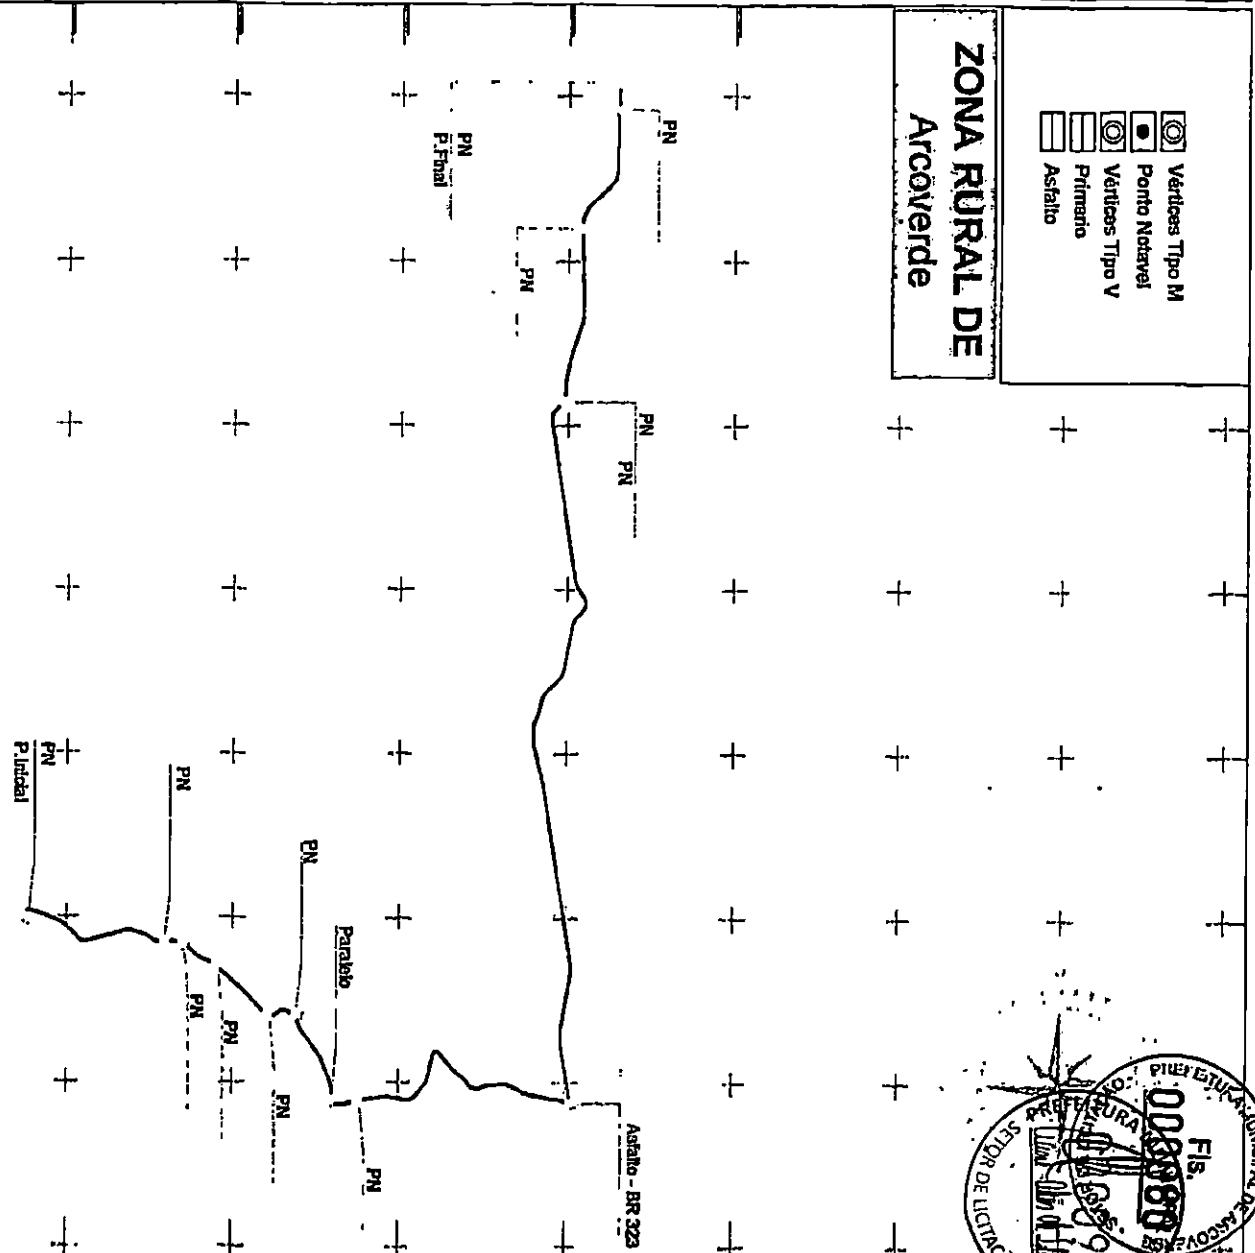 Vértices Tipo M
Ponto Notavel
Vértices Tipo V
Primario
Asfalto
ZONA RURAL DE
Arcoverde
PN
PN
P.Final
PN
PN
PN
PN
P.Inicial
PN
PN
Paralelo
PN
PN
PN
PN
Asfalto - BR 323
Fls.
000080
SETOR DE LICITAÇ